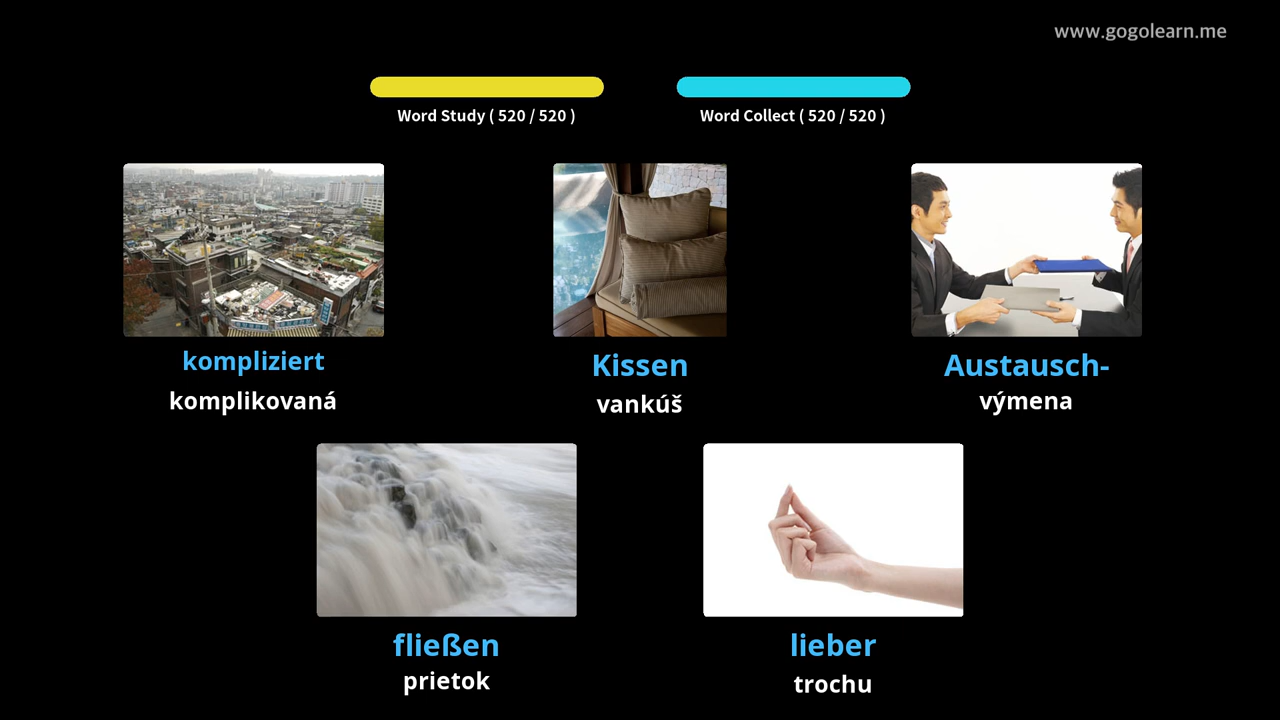 www.gogolearn.me
Word Study ( 520 / 520 )
Word Collect ( 520 / 520 )
kompliziert
komplikovaná
Kissen
vankúš
Austausch-
výmena
fließen
prietok
lieber
trochu